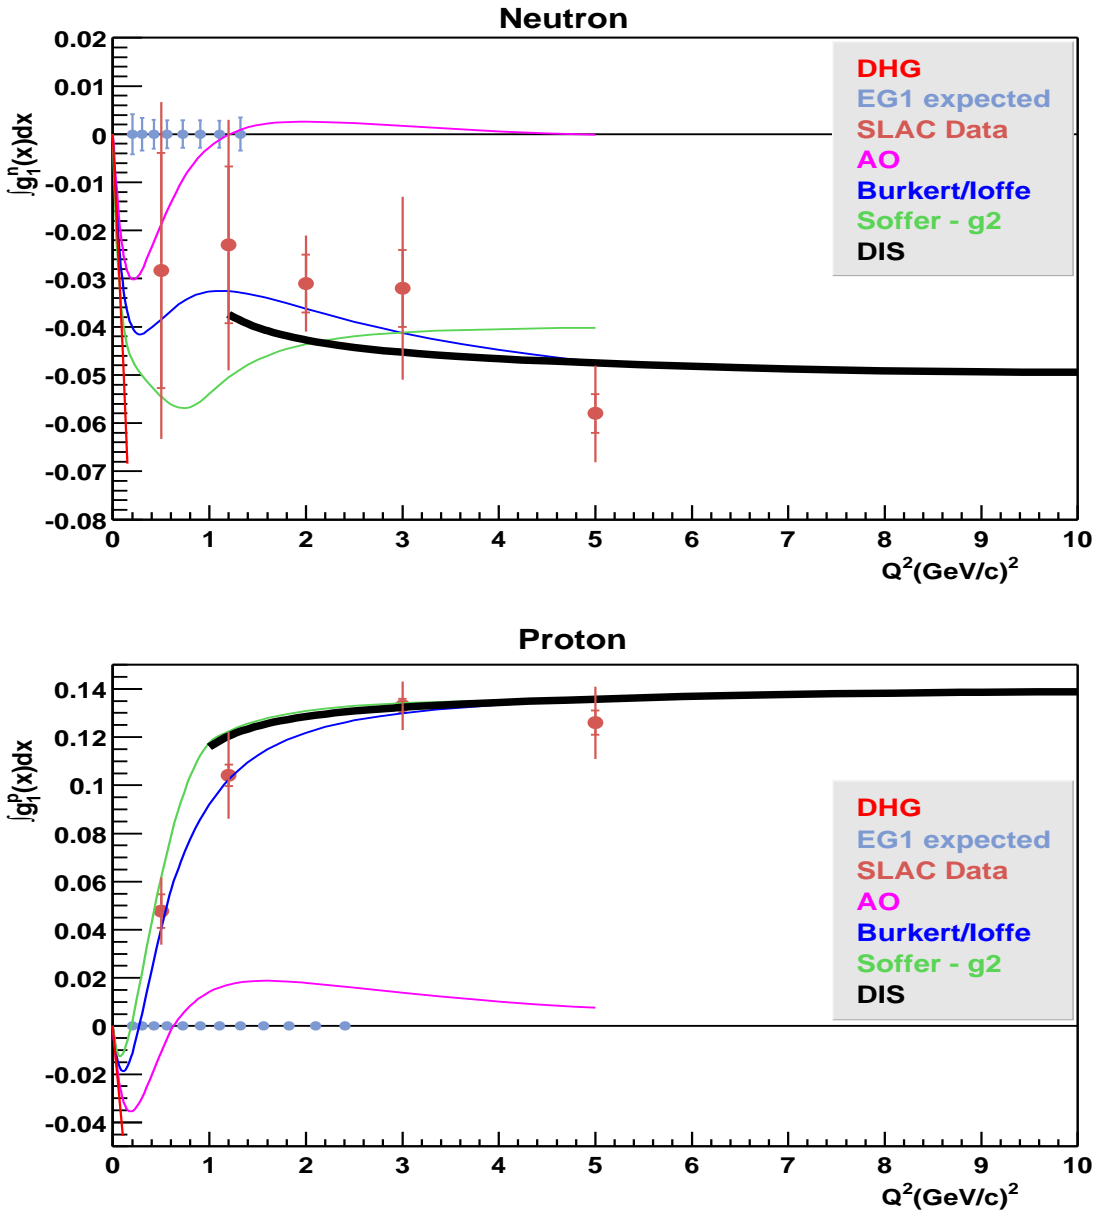 Neutron
0.02
0.01
0
-0.01
-0.02
-0.03
-0.04
-0.05
-0.06
-0.07
-0.08
∫g₁ⁿ(x)dx
DHG
EG1 expected
SLAC Data
AO
Burkert/Ioffe
Soffer - g2
DIS
0 1 2 3 4 5 6 7 8 9 10
Q²(GeV/c)²
Proton
0.14
0.12
0.1
0.08
0.06
0.04
0.02
0
-0.02
-0.04
∫g₁ᵖ(x)dx
DHG
EG1 expected
SLAC Data
AO
Burkert/Ioffe
Soffer - g2
DIS
0 1 2 3 4 5 6 7 8 9 10
Q²(GeV/c)²